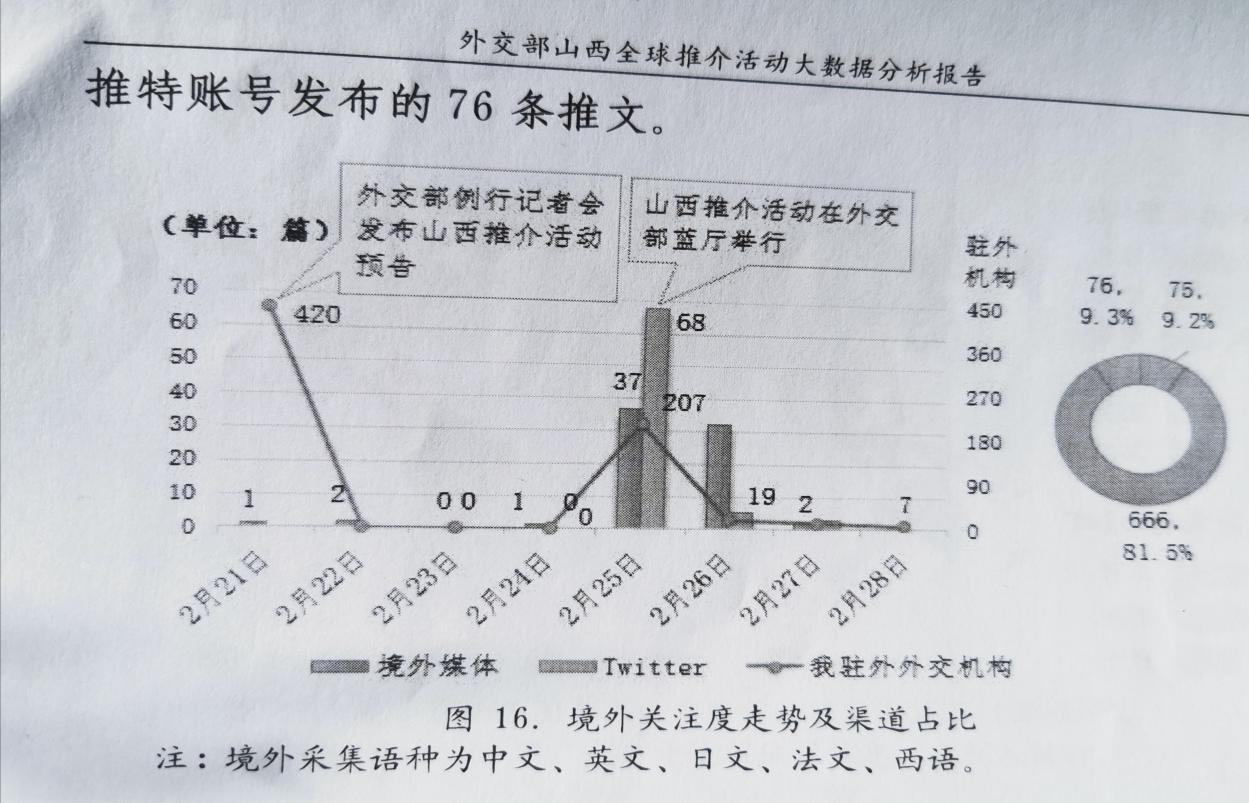 外交部山西全球推介活动大数据分析报告
推特账号发布的 76 条推文。
(单位：篇)
外交部例行记者会
发布山西推介活动
预告
山西推介活动在外交
部蓝厅举行
驻外
机构
70
60
50
40
30
20
10
0
420
1
2
0 0
1
0
0
37
68
207
19
2
7
450
360
270
180
90
0
2月21日
2月22日
2月23日
2月24日
2月25日
2月26日
2月27日
2月28日
境外媒体
Twitter
我驻外外交机构
76,
9.3%
75,
9.2%
666,
81.5%
图 16. 境外关注度走势及渠道占比
注：境外采集语种为中文、英文、日文、法文、西语。